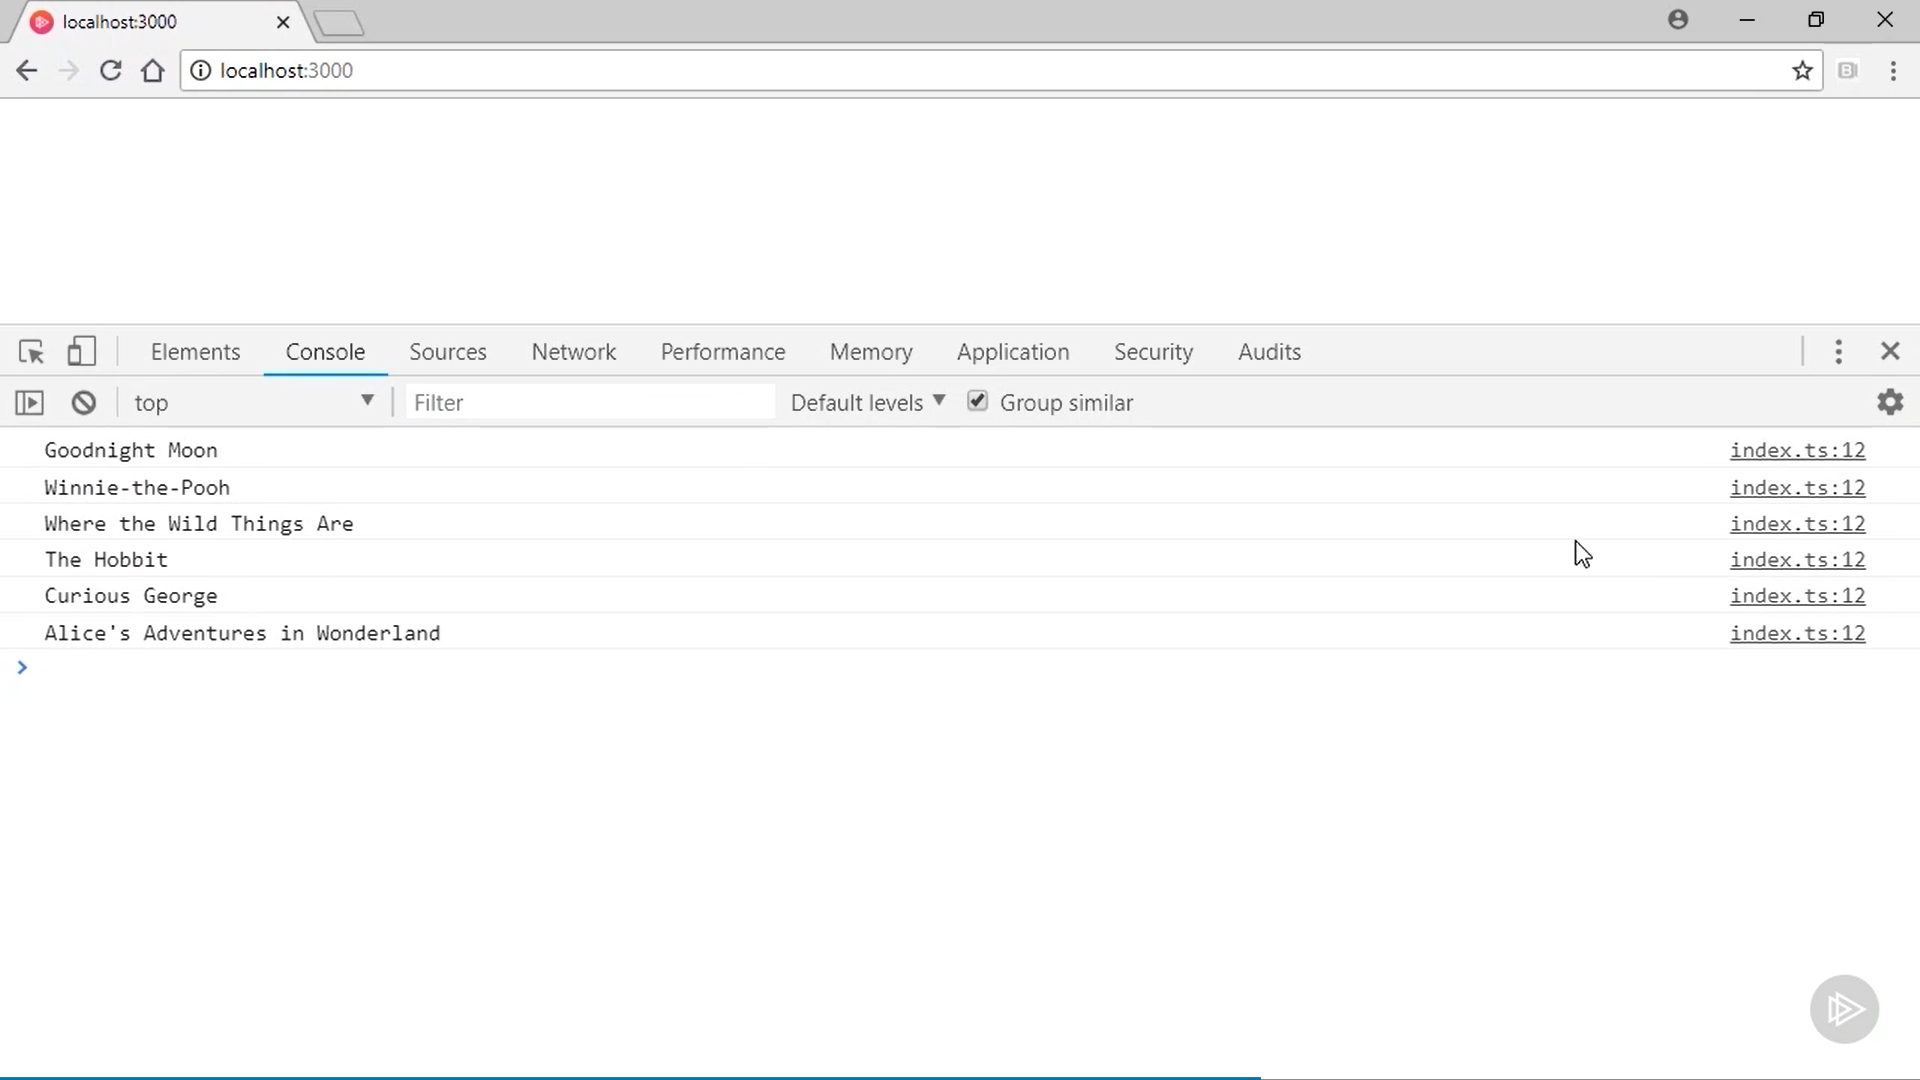 localhost:3000
localhost:3000
Elements Console Sources Network Performance Memory Application Security Audits
top Filter Default levels Group similar
Goodnight Moon index.ts:12
Winnie-the-Pooh index.ts:12
Where the Wild Things Are index.ts:12
The Hobbit index.ts:12
Curious George index.ts:12
Alice's Adventures in Wonderland index.ts:12